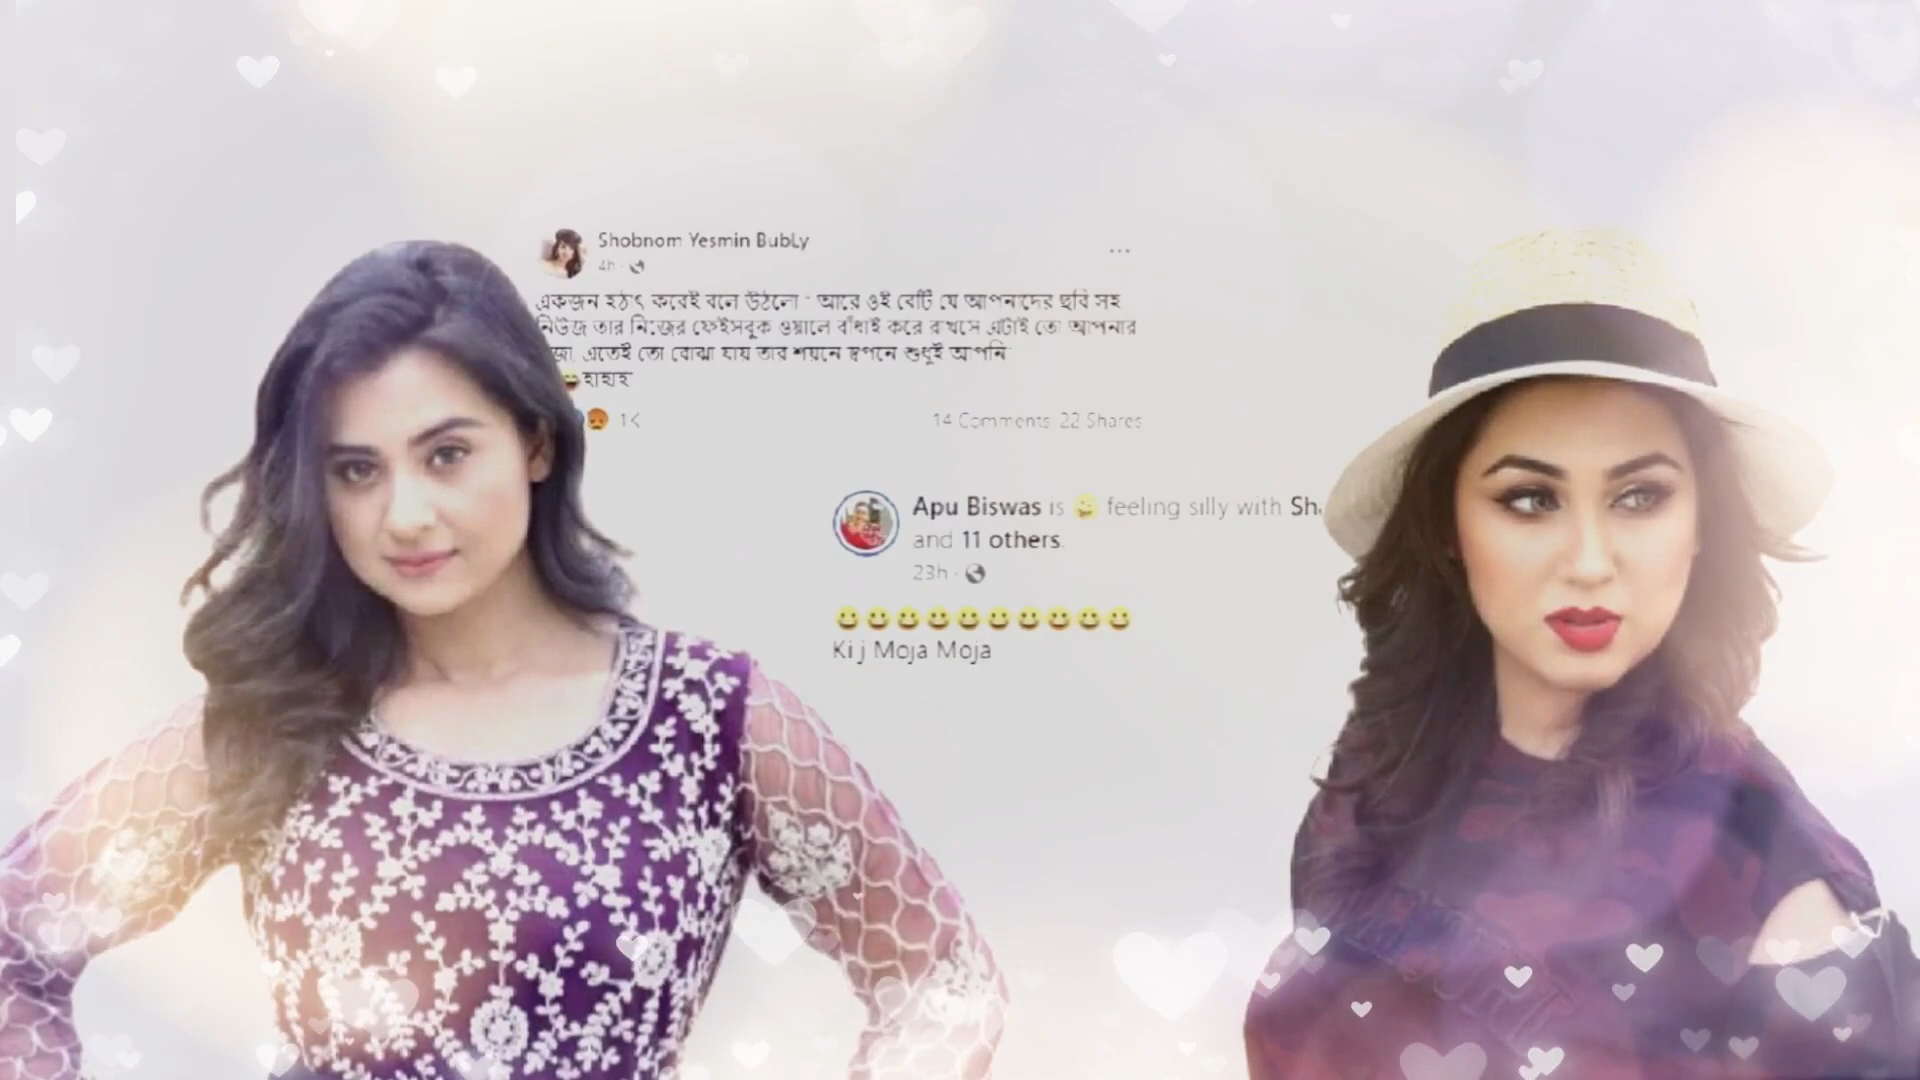 Shobnom Yesmin BubLy
4h
একজন হঠাৎ করেই বলে উঠলো " আরে ওই বেটি যে আপনাদের ছবি সহ
নিউজ তার নিজের ফেইসবুক ওয়ালে বাঁধাই করে রাখসে এটাই তো আপনার
এতেই তো বোঝা যায় তার শয়নে স্বপনে শুধুই আপনি"
হাহাহা
1K
14 Comments 22 Shares
Apu Biswas is feeling silly with Sh
and 11 others.
23h
Ki j Moja Moja